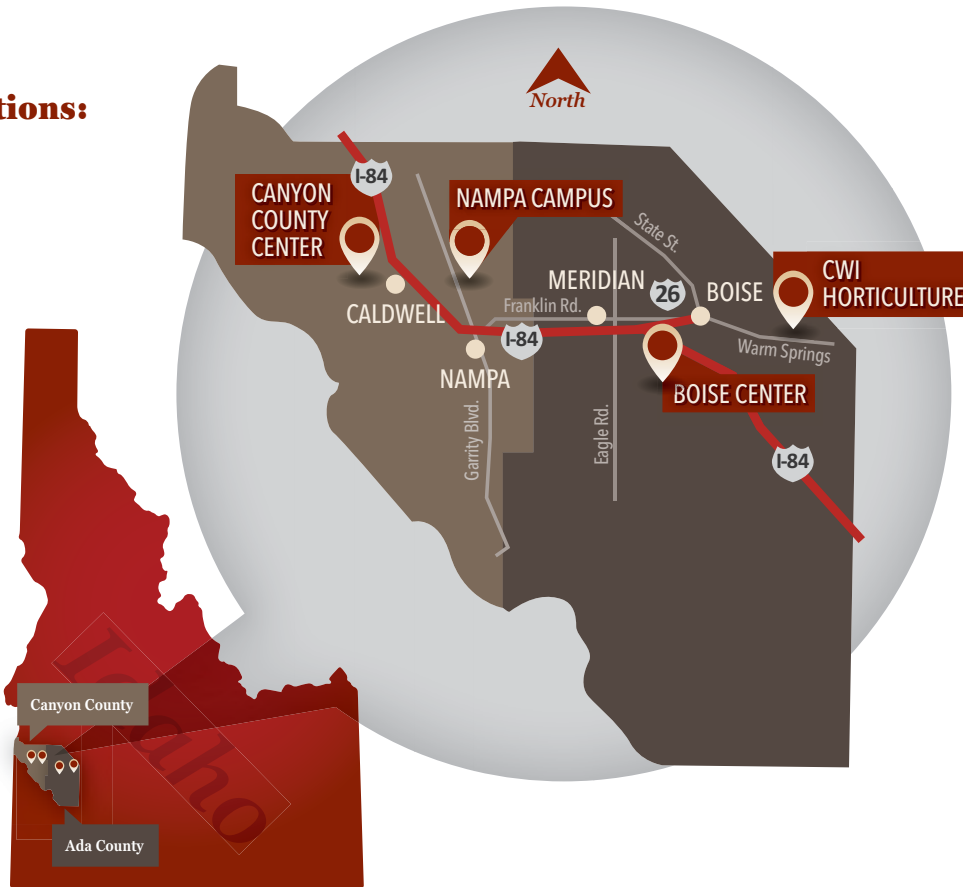 tions:
North
I-84
CANYON
COUNTY
CENTER
NAMPA CAMPUS
State St.
CWI
HORTICULTURE
MERIDIAN
26
BOISE
CALDWELL
Franklin Rd.
I-84
Warm Springs
NAMPA
BOISE CENTER
Garrity Blvd.
Eagle Rd.
I-84
Idaho
Canyon County
Ada County